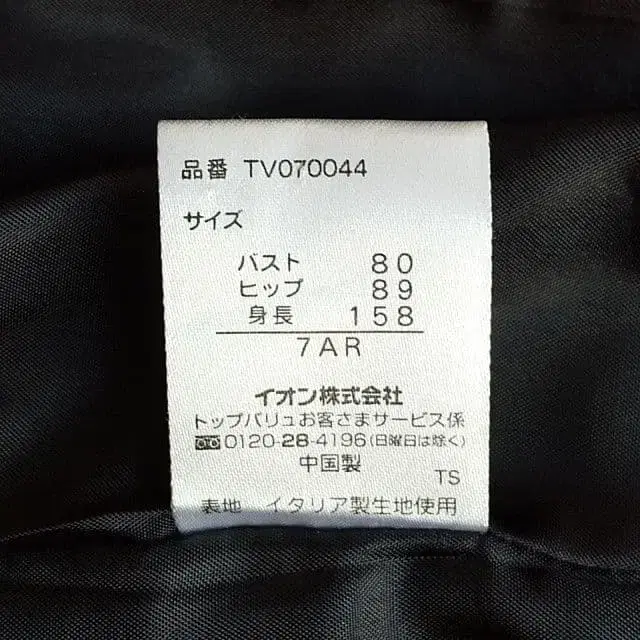 品番 TV070044
サイズ
バスト 80
ヒップ 89
身長 158
7AR
イオン株式会社
トップバリュお客さまサービス係
0120-28-4196(日曜日は除く)
中国製
TS
表地 イタリア製生地使用